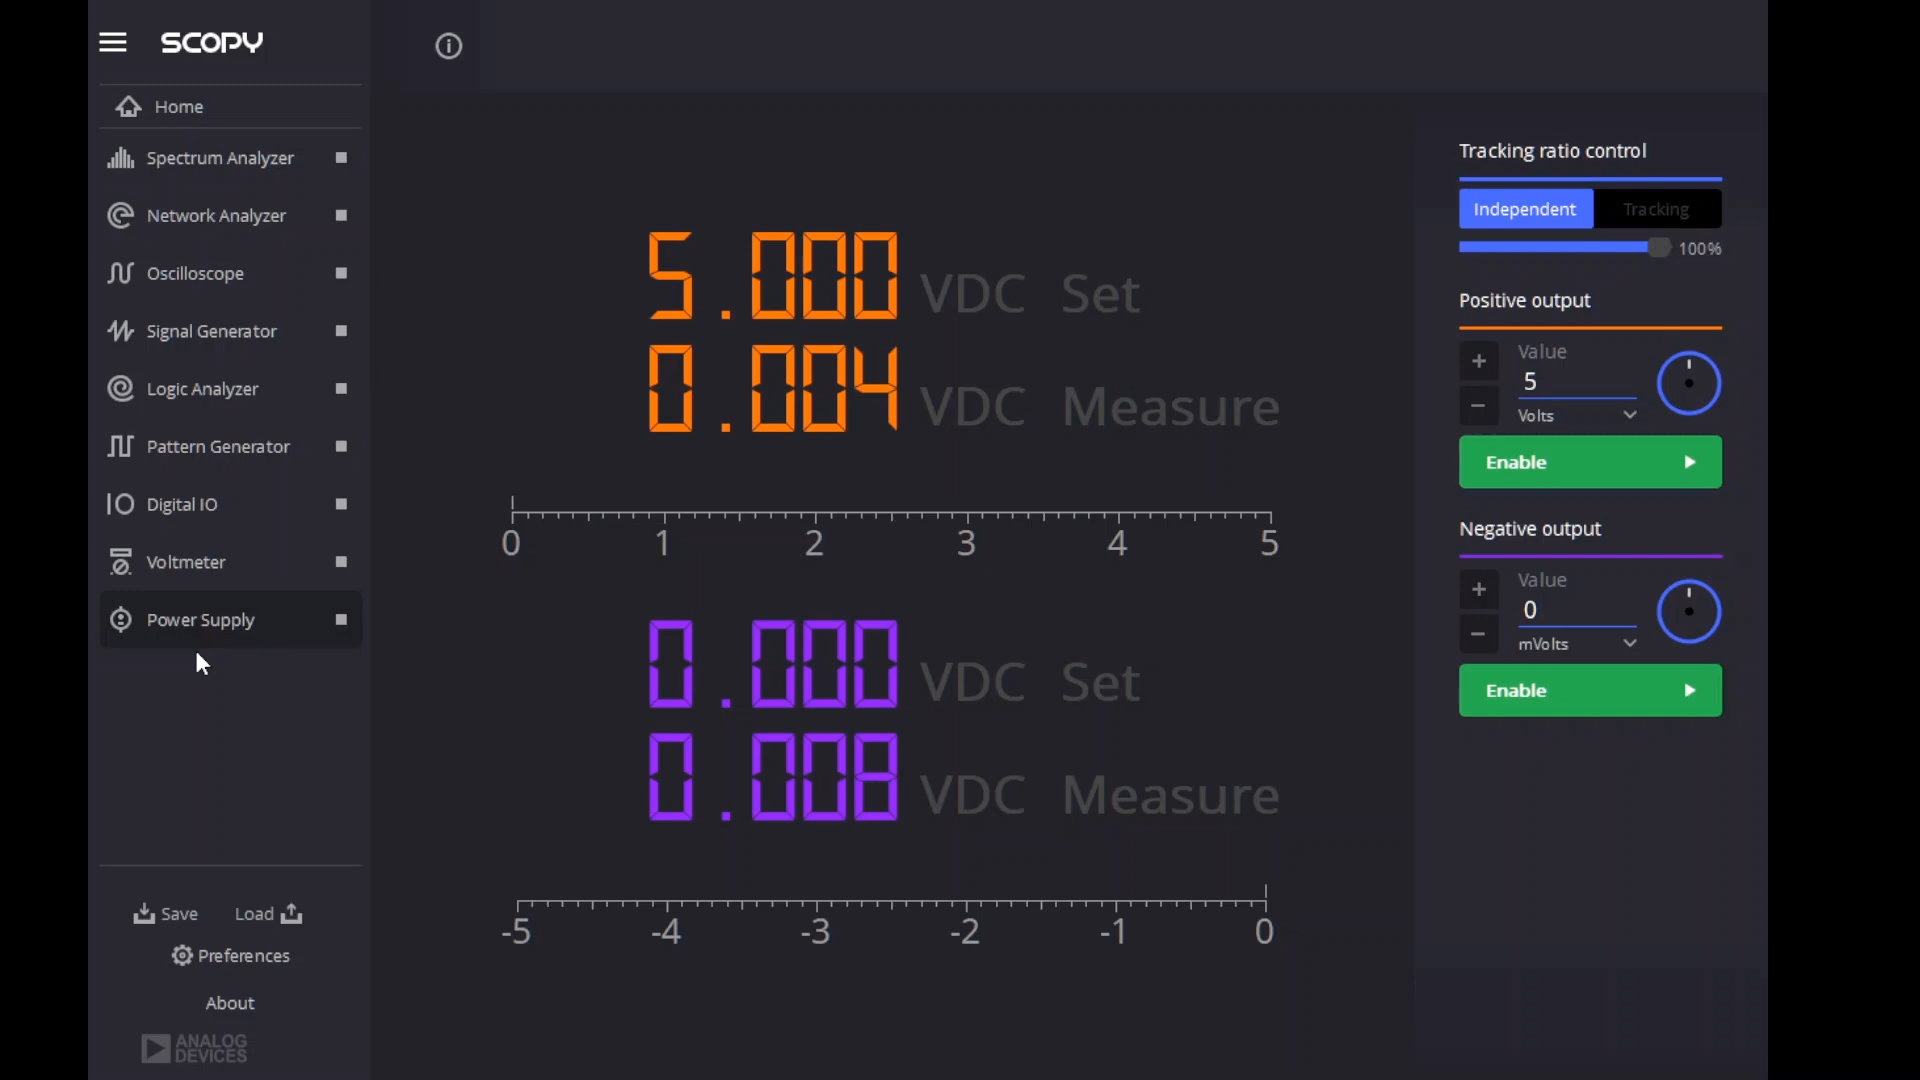 SCOPY
Home
Spectrum Analyzer
Network Analyzer
Oscilloscope
Signal Generator
Logic Analyzer
Pattern Generator
Digital IO
Voltmeter
Power Supply
Save Load
Preferences
About
ANALOG
DEVICES
5.000 VDC Set
0.004 VDC Measure
0 1 2 3 4 5
0.000 VDC Set
0.008 VDC Measure
-5 -4 -3 -2 -1 0
Tracking ratio control
Independent Tracking
100%
Positive output
Value
5
Volts
Enable
Negative output
Value
0
mVolts
Enable